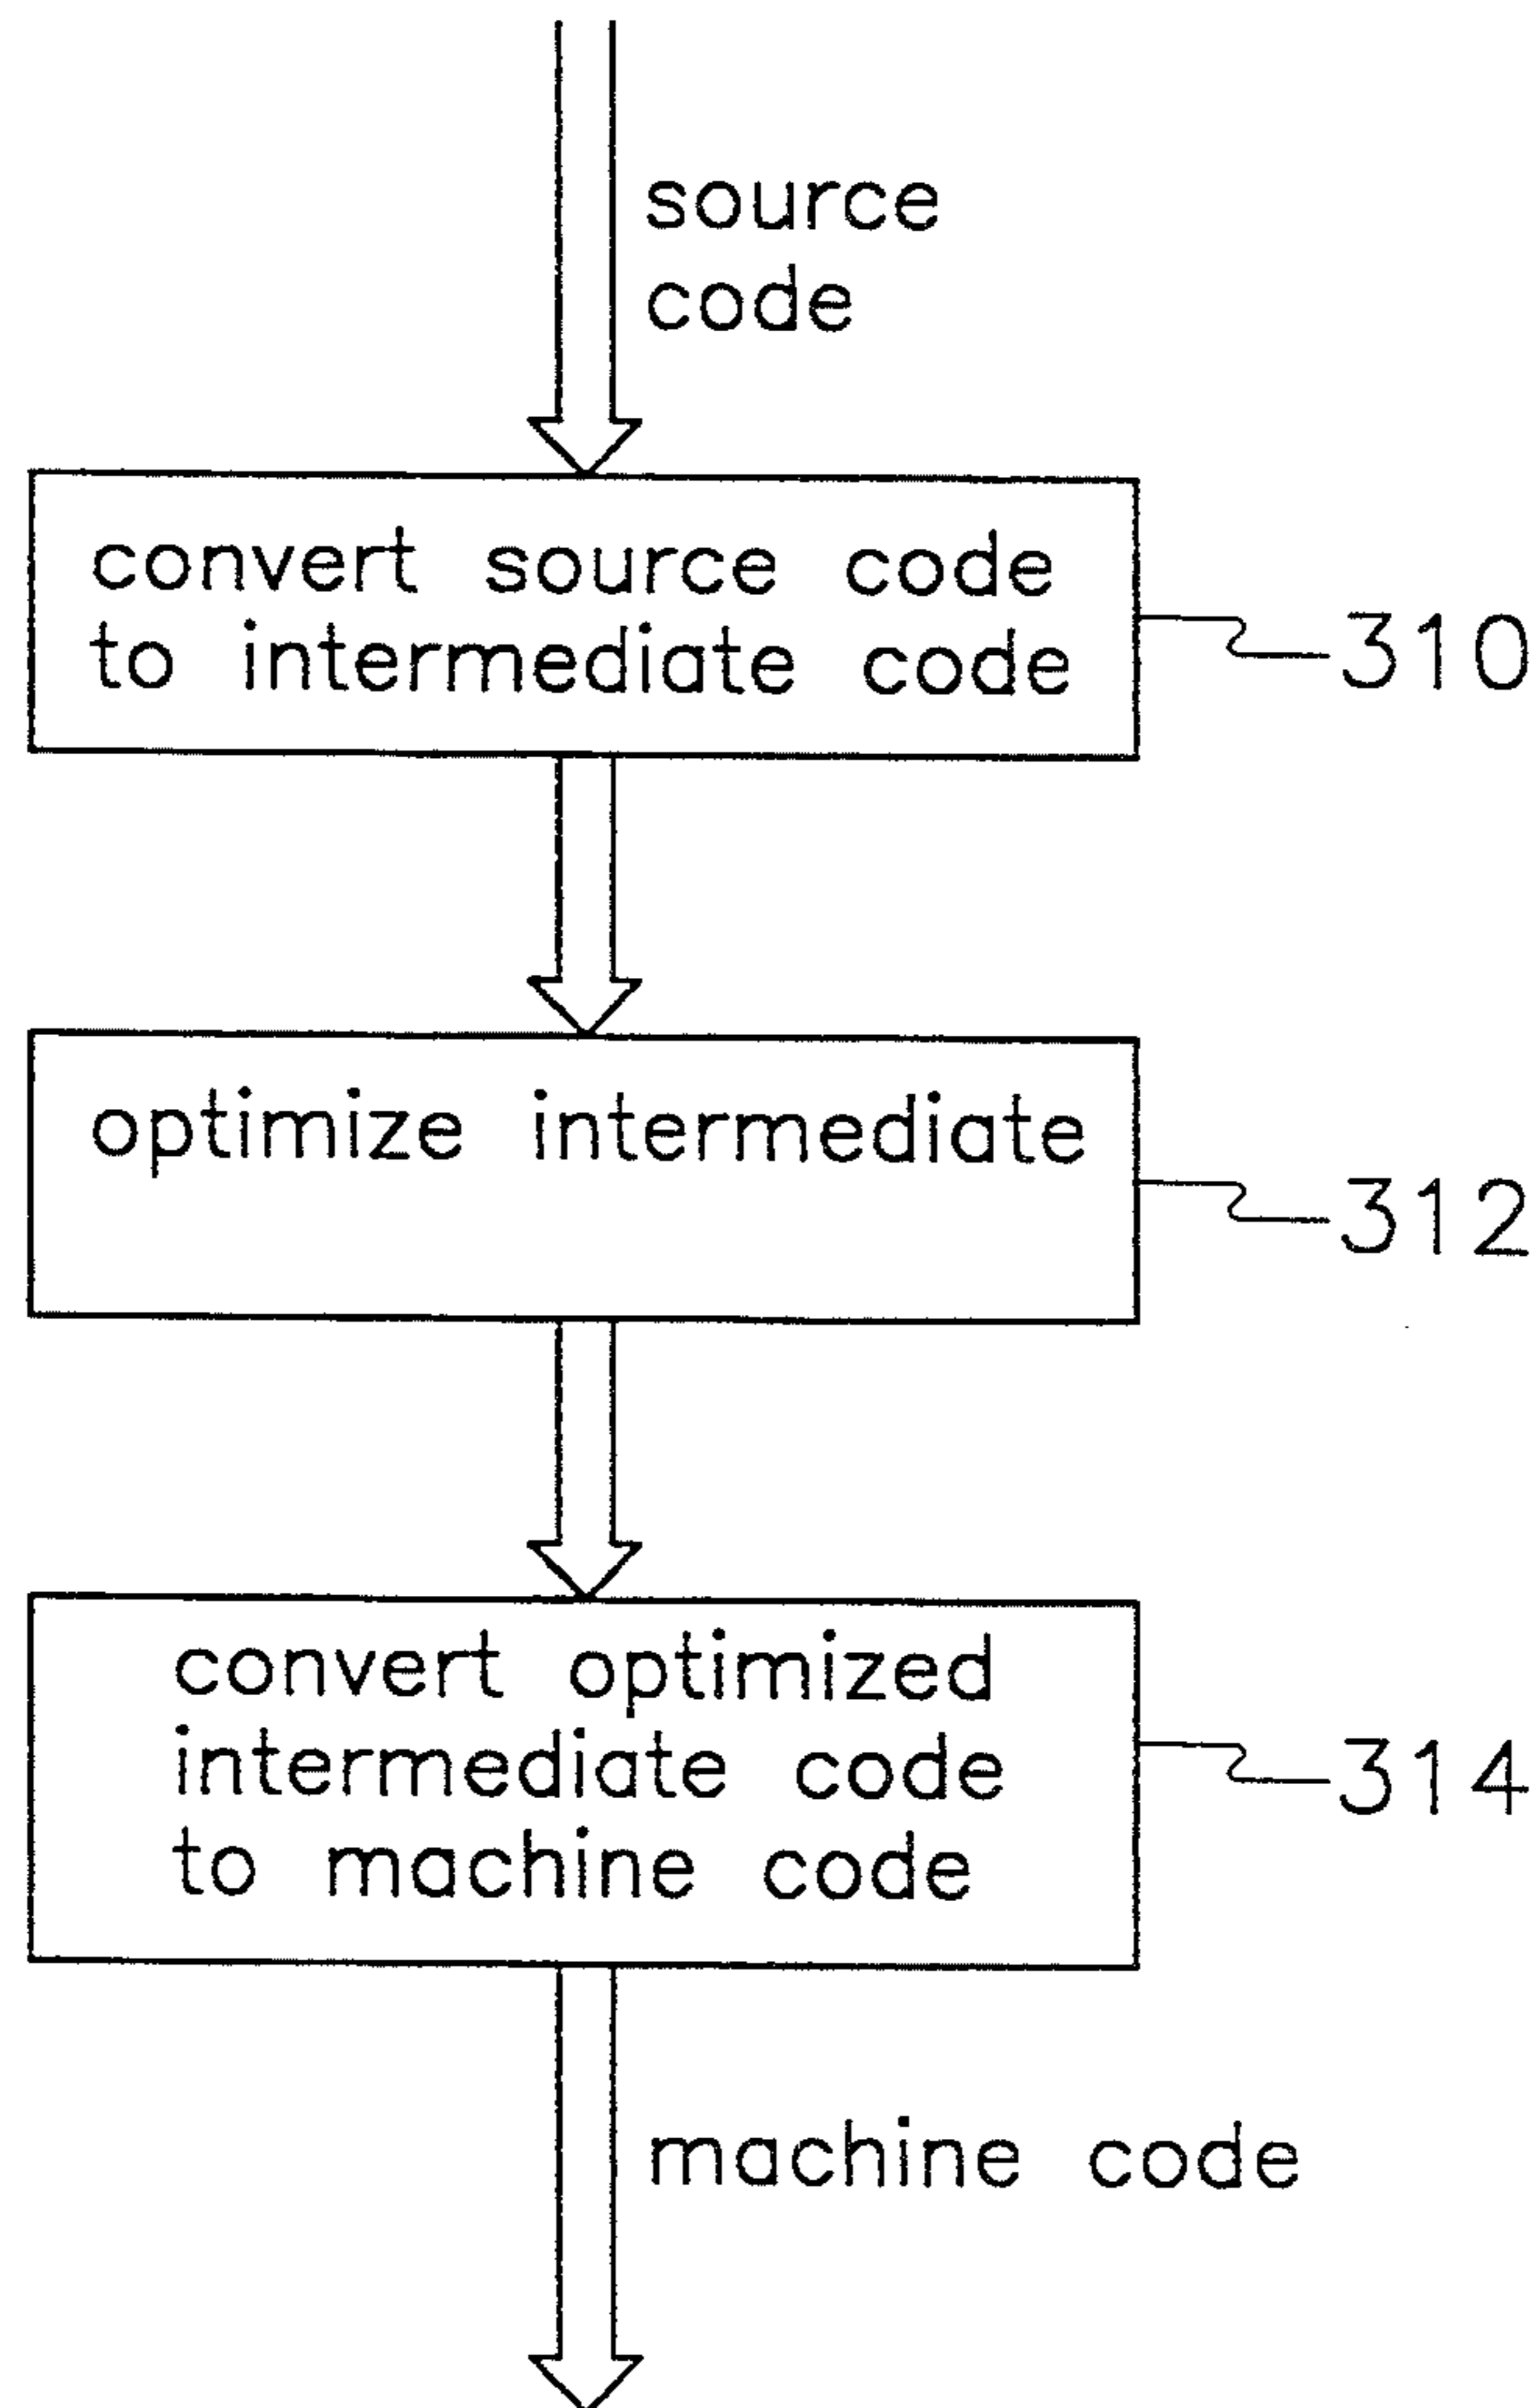 source
code
convert source code
to intermediate code
310
optimize intermediate
312
convert optimized
intermediate code
to machine code
314
machine code